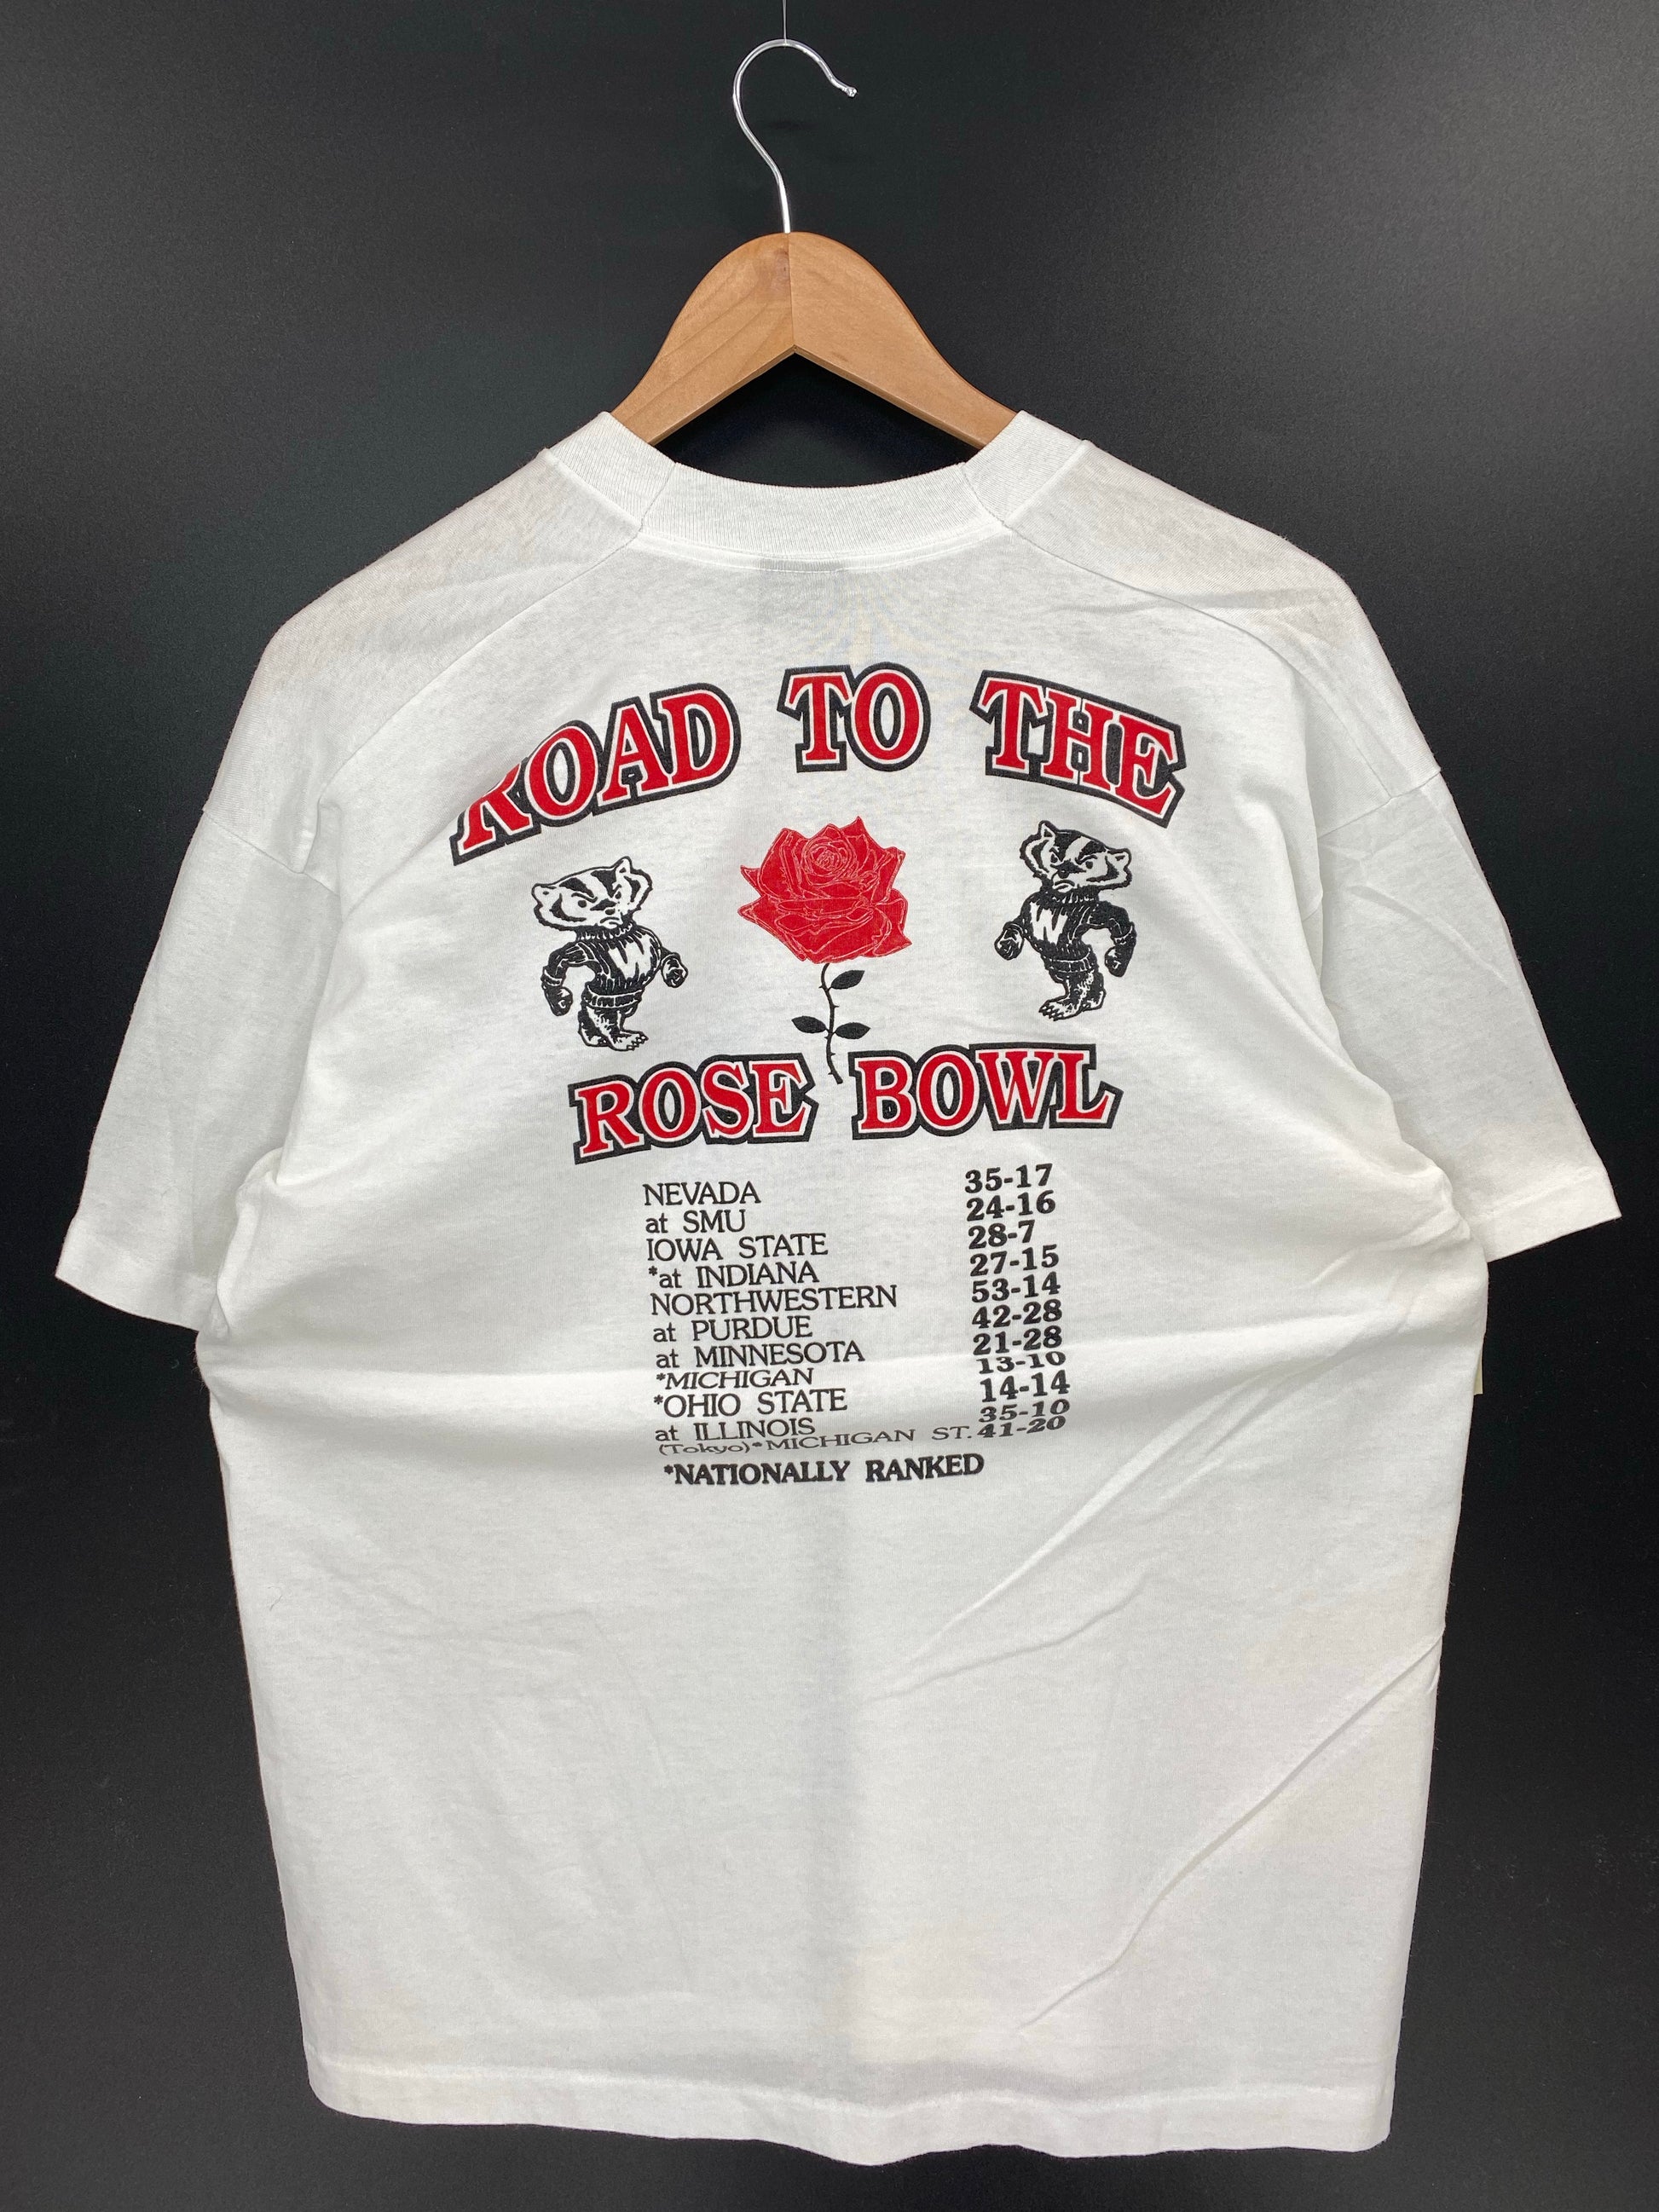 ROAD TO THE
W W
ROSE BOWL
NEVADA 35-17
at SMU 24-16
IOWA STATE 28-7
*at INDIANA 27-15
NORTHWESTERN 53-14
at PURDUE 42-28
at MINNESOTA 21-28
*MICHIGAN 13-10
*OHIO STATE 14-14
at ILLINOIS 35-10
(Tokyo)*MICHIGAN ST. 41-20
*NATIONALLY RANKED